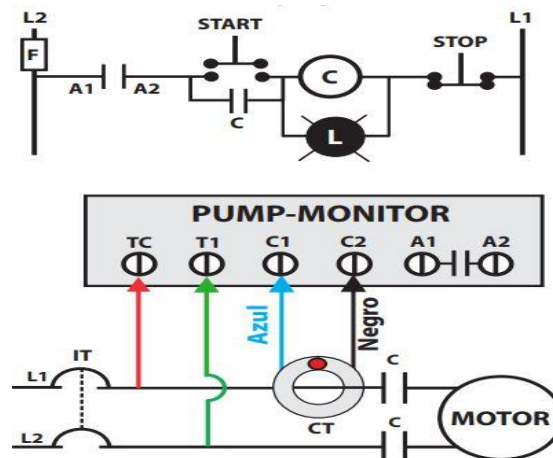 L2
L1
START
STOP
F
A1
A2
C
C
L
PUMP-MONITOR
TC T1 C1 C2 A1 A2
Azul
Negro
IT
L1
C
CT
MOTOR
L2
C